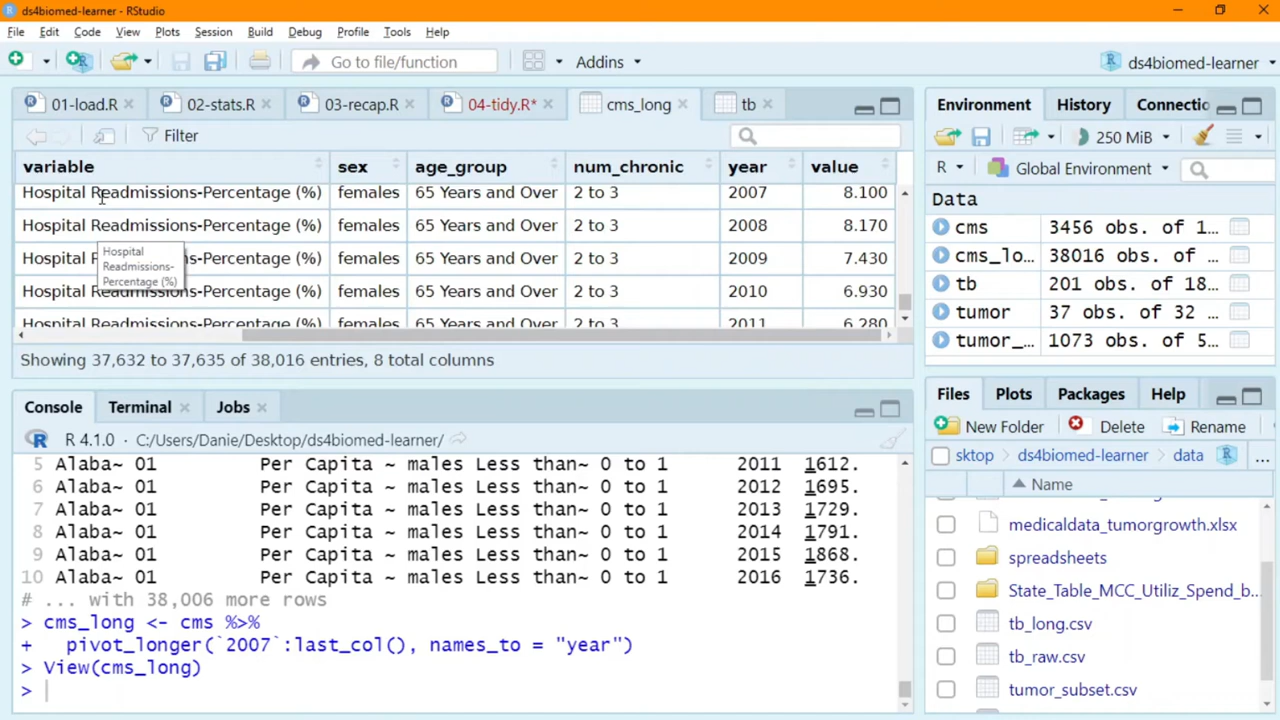 ds4biomed-learner - RStudio
File Edit Code View Plots Session Build Debug Profile Tools Help
Go to file/function Addins ds4biomed-learner
01-load.R 02-stats.R 03-recap.R 04-tidy.R* cms_long tb
Filter
variable sex age_group num_chronic year value
Hospital Readmissions-Percentage (%) females 65 Years and Over 2 to 3 2007 8.100
Hospital Readmissions-Percentage (%) females 65 Years and Over 2 to 3 2008 8.170
Hospital R s-Percentage (%) females 65 Years and Over 2 to 3 2009 7.430
Hospital R s-Percentage (%) females 65 Years and Over 2 to 3 2010 6.930
Hospital Readmissions-Percentage (%) females 65 Years and Over 2 to 3 2011 6.280
Hospital
Readmissions-
Percentage (%)
Showing 37,632 to 37,635 of 38,016 entries, 8 total columns
Console Terminal Jobs
R 4.1.0 · C:/Users/Danie/Desktop/ds4biomed-learner/
5 Alaba~ 01 Per Capita ~ males Less than~ 0 to 1 2011 1612.
6 Alaba~ 01 Per Capita ~ males Less than~ 0 to 1 2012 1695.
7 Alaba~ 01 Per Capita ~ males Less than~ 0 to 1 2013 1729.
8 Alaba~ 01 Per Capita ~ males Less than~ 0 to 1 2014 1791.
9 Alaba~ 01 Per Capita ~ males Less than~ 0 to 1 2015 1868.
10 Alaba~ 01 Per Capita ~ males Less than~ 0 to 1 2016 1736.
# ... with 38,006 more rows
> cms_long <- cms %>%
+ pivot_longer(`2007`:last_col(), names_to = "year")
> View(cms_long)
>
Environment History Connectio
250 MiB
R Global Environment
Data
cms 3456 obs. of 1...
cms_lo... 38016 obs. of ...
tb 201 obs. of 18...
tumor 37 obs. of 32 ...
tumor_... 1073 obs. of 5...
Files Plots Packages Help
New Folder Delete Rename
sktop ds4biomed-learner data ...
Name
medicaldata_tumorgrowth.xlsx
spreadsheets
State_Table_MCC_Utiliz_Spend_b...
tb_long.csv
tb_raw.csv
tumor_subset.csv